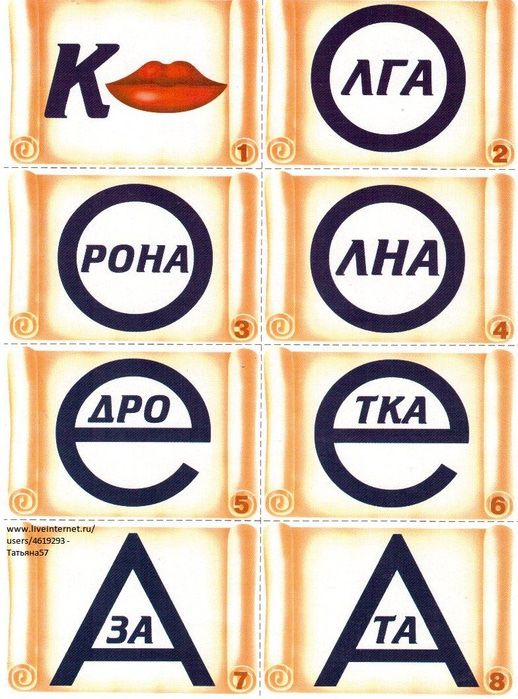 К
1
О
ЛГА
2
О
РОНА
3
О
ЛНА
4
е
ДРО
5
е
ТКА
6
www.liveinternet.ru/
users/4619293 -
Татьяна57
А
ЗА
7
А
ТА
8